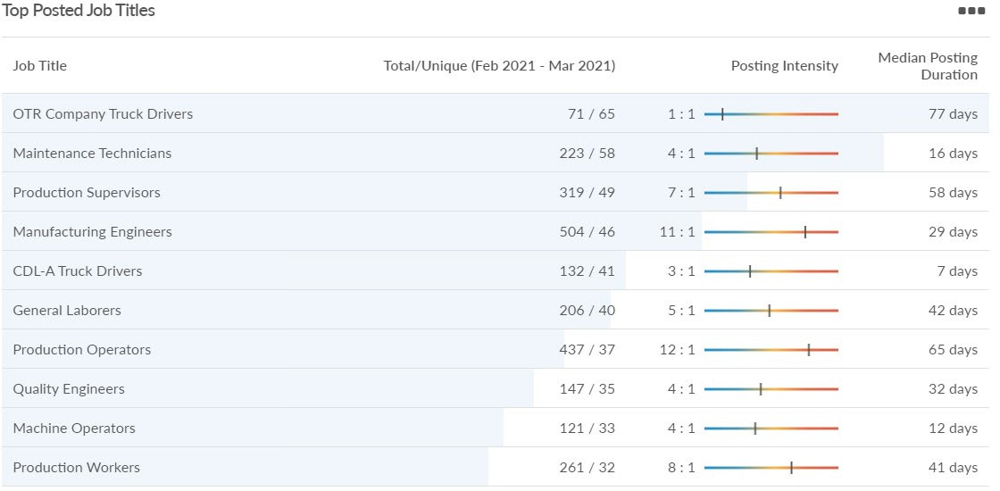 Top Posted Job Titles
Job Title Total/Unique (Feb 2021 - Mar 2021) Posting Intensity Median Posting Duration
OTR Company Truck Drivers 71 / 65 1 : 1 77 days
Maintenance Technicians 223 / 58 4 : 1 16 days
Production Supervisors 319 / 49 7 : 1 58 days
Manufacturing Engineers 504 / 46 11 : 1 29 days
CDL-A Truck Drivers 132 / 41 3 : 1 7 days
General Laborers 206 / 40 5 : 1 42 days
Production Operators 437 / 37 12 : 1 65 days
Quality Engineers 147 / 35 4 : 1 32 days
Machine Operators 121 / 33 4 : 1 12 days
Production Workers 261 / 32 8 : 1 41 days